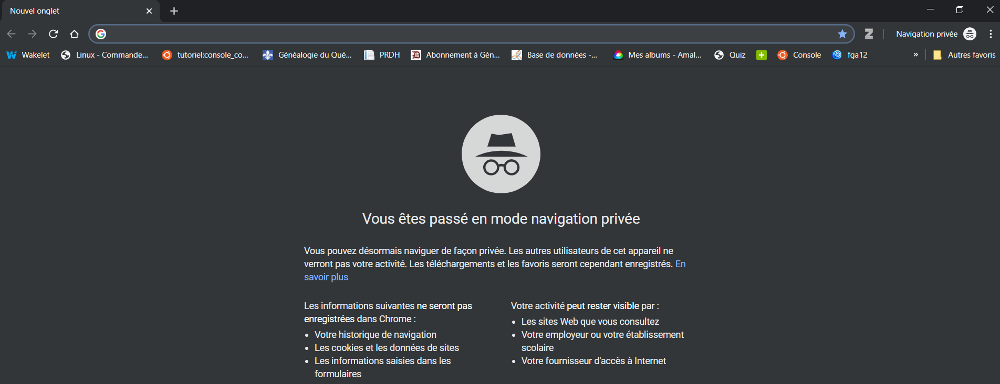 Nouvel onglet
Navigation privée
Wakelet Linux - Commande... tutoriel:console_co... Généalogie du Qué... PRDH Abonnement à Gén... Base de données -... Mes albums - Amal... Quiz Console fga12 » Autres favoris
Vous êtes passé en mode navigation privée
Vous pouvez désormais naviguer de façon privée. Les autres utilisateurs de cet appareil ne
verront pas votre activité. Les téléchargements et les favoris seront cependant enregistrés. En
savoir plus
Les informations suivantes ne seront pas
enregistrées dans Chrome :
• Votre historique de navigation
• Les cookies et les données de sites
• Les informations saisies dans les
formulaires
Votre activité peut rester visible par :
• Les sites Web que vous consultez
• Votre employeur ou votre établissement
scolaire
• Votre fournisseur d'accès à Internet